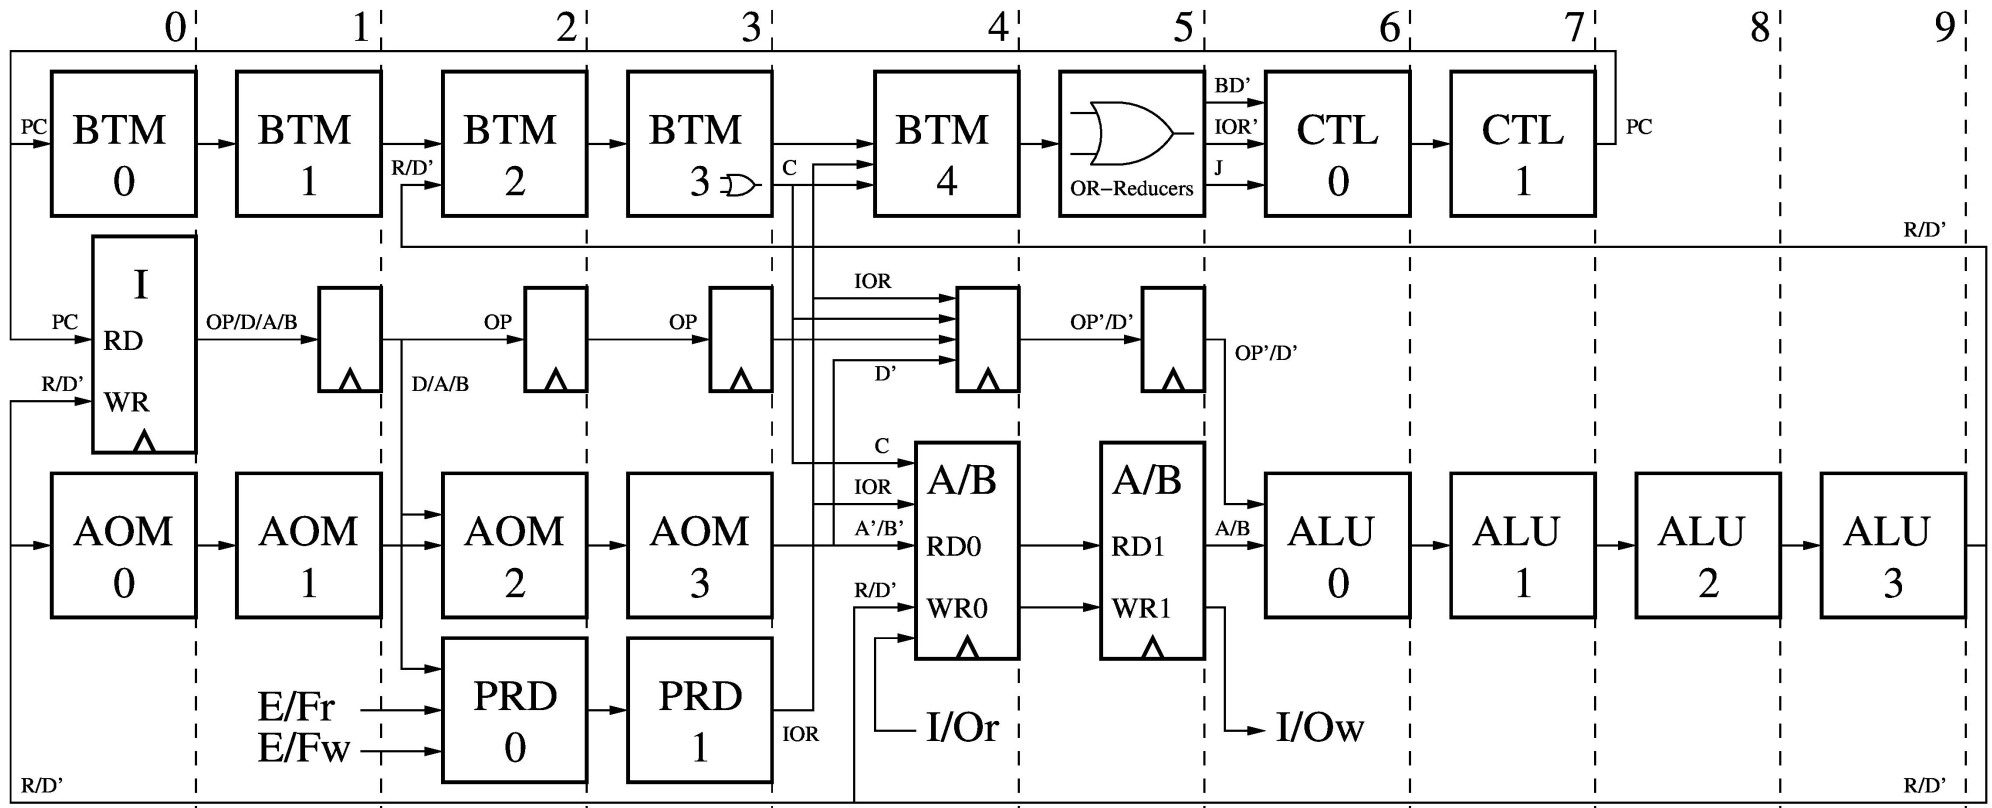 0 1 2 3 4 5 6 7 8 9
PC BTM 0
BTM 1
R/D’ BTM 2
BTM 3
C
BTM 4
OR–Reducers
BD’
IOR’
J
CTL 0
CTL 1
PC
R/D’
I
PC RD
R/D’ WR
OP/D/A/B
D/A/B
OP
OP
IOR
D’
OP’/D’
OP’/D’
AOM 0
AOM 1
AOM 2
AOM 3
C
IOR
A’/B’
R/D’
A/B
RD0
WR0
A/B
RD1
WR1
A/B
ALU 0
ALU 1
ALU 2
ALU 3
E/Fr
E/Fw
PRD 0
PRD 1
IOR
I/Or
I/Ow
R/D’
R/D’